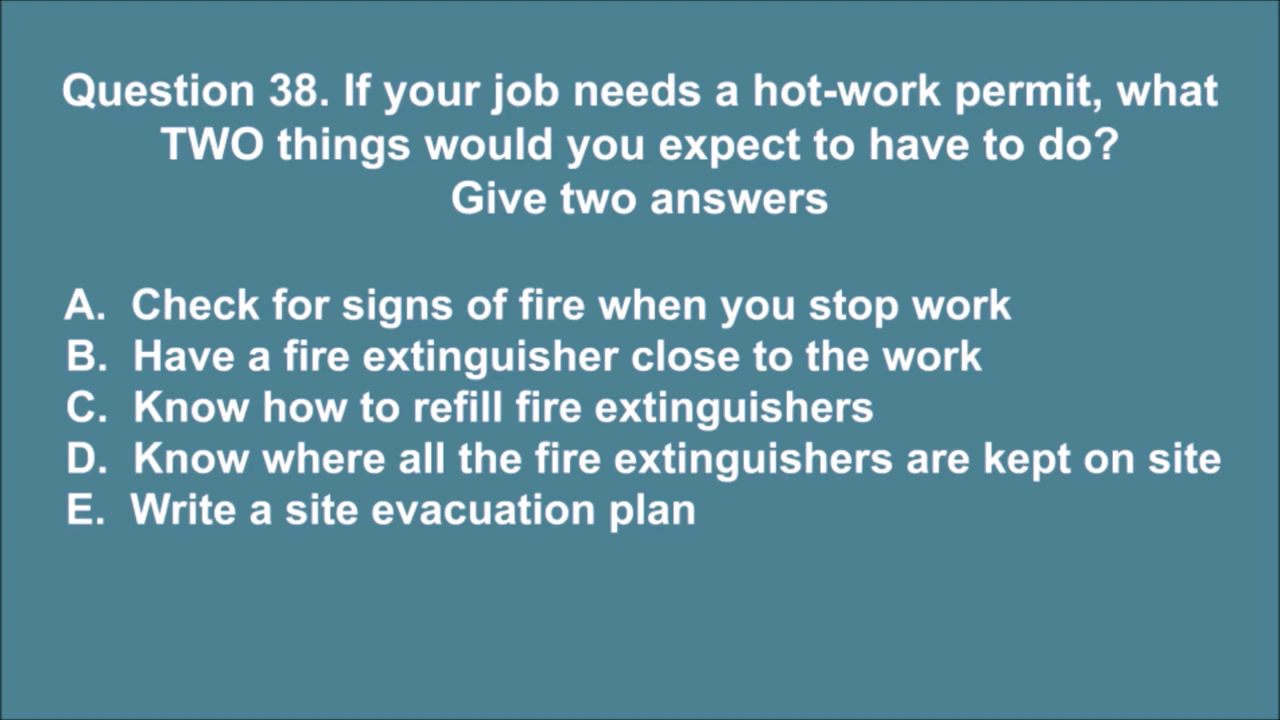 Question 38. If your job needs a hot-work permit, what
TWO things would you expect to have to do?
Give two answers
A. Check for signs of fire when you stop work
B. Have a fire extinguisher close to the work
C. Know how to refill fire extinguishers
D. Know where all the fire extinguishers are kept on site
E. Write a site evacuation plan